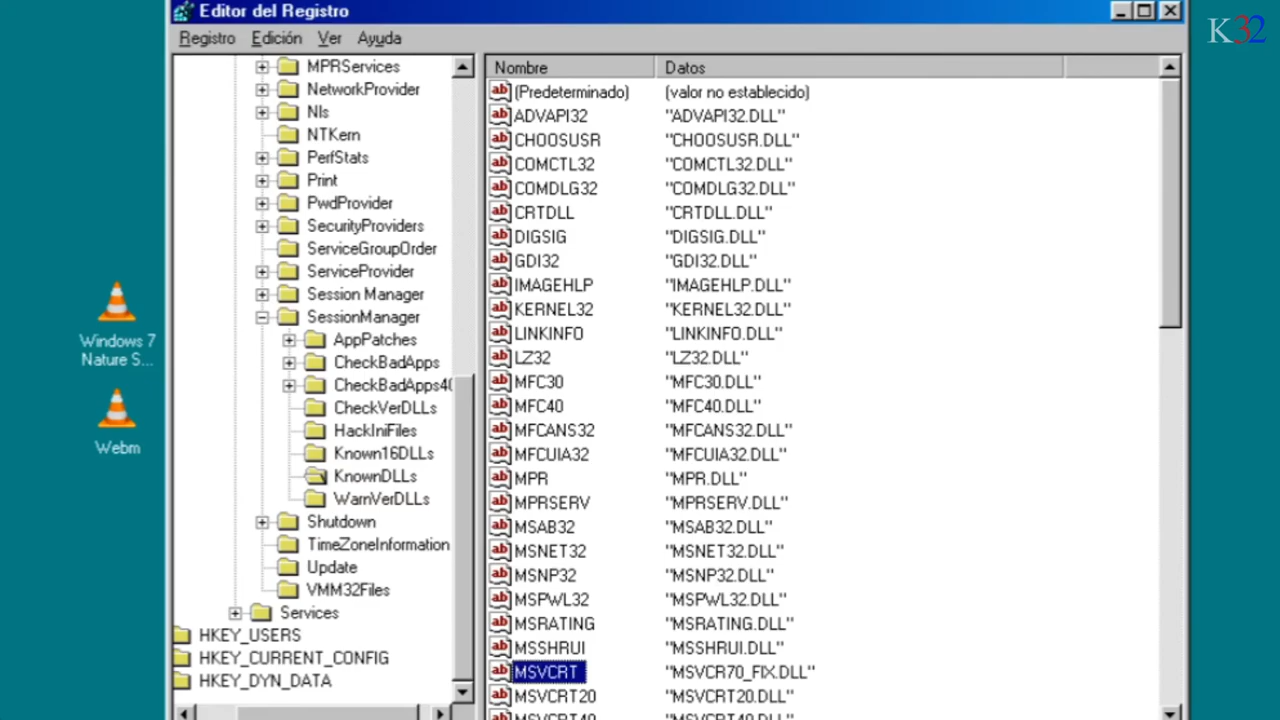 Editor del Registro
K32
Registro Edición Ver Ayuda
MPRServices
NetworkProvider
Nls
NTKern
PerfStats
Print
PwdProvider
SecurityProviders
ServiceGroupOrder
ServiceProvider
Session Manager
SessionManager
AppPatches
CheckBadApps
CheckBadApps40
CheckVerDLLs
HackIniFiles
Known16DLLs
KnownDLLs
WarnVerDLLs
Shutdown
TimeZoneInformation
Update
VMM32Files
Services
HKEY_USERS
HKEY_CURRENT_CONFIG
HKEY_DYN_DATA
Nombre Datos
(Predeterminado) (valor no establecido)
ADVAPI32 "ADVAPI32.DLL"
CHOOSUSR "CHOOSUSR.DLL"
COMCTL32 "COMCTL32.DLL"
COMDLG32 "COMDLG32.DLL"
CRTDLL "CRTDLL.DLL"
DIGSIG "DIGSIG.DLL"
GDI32 "GDI32.DLL"
IMAGEHLP "IMAGEHLP.DLL"
KERNEL32 "KERNEL32.DLL"
LINKINFO "LINKINFO.DLL"
LZ32 "LZ32.DLL"
MFC30 "MFC30.DLL"
MFC40 "MFC40.DLL"
MFCANS32 "MFCANS32.DLL"
MFCUIA32 "MFCUIA32.DLL"
MPR "MPR.DLL"
MPRSERV "MPRSERV.DLL"
MSAB32 "MSAB32.DLL"
MSNET32 "MSNET32.DLL"
MSNP32 "MSNP32.DLL"
MSPWL32 "MSPWL32.DLL"
MSRATING "MSRATING.DLL"
MSSHRUI "MSSHRUI.DLL"
MSVCRT "MSVCR70_FIX.DLL"
MSVCRT20 "MSVCRT20.DLL"
MSVCRT40 "MSVCRT40.DLL"
Windows 7
Nature S...
Webm